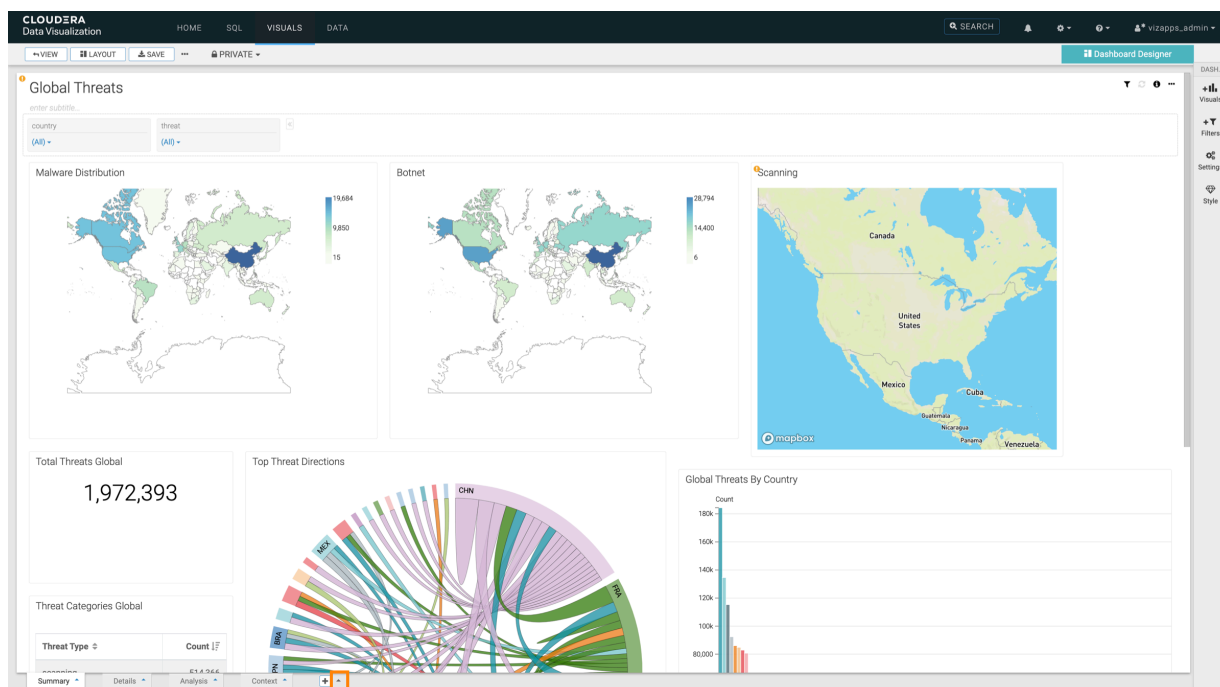 CLOUDERA
Data Visualization
HOME SQL VISUALS DATA
SEARCH
vizapps_admin
VIEW LAYOUT SAVE PRIVATE
Dashboard Designer
DASH.
Visuals
Filters
Setting
Style
Global Threats
enter subtitle...
country threat
(All) (All)
Malware Distribution
19,684
9,850
15
Botnet
28,794
14,400
6
Scanning
Canada
United
States
Mexico
Cuba
Guatemala
Nicaragua
Panama
Venezuela
mapbox
Total Threats Global
1,972,393
Top Threat Directions
CHN
FRA
MEX
BRA
Global Threats By Country
Count
180k
160k
140k
120k
100k
80,000
Threat Categories Global
Threat Type Count
Summary Details Analysis Context +